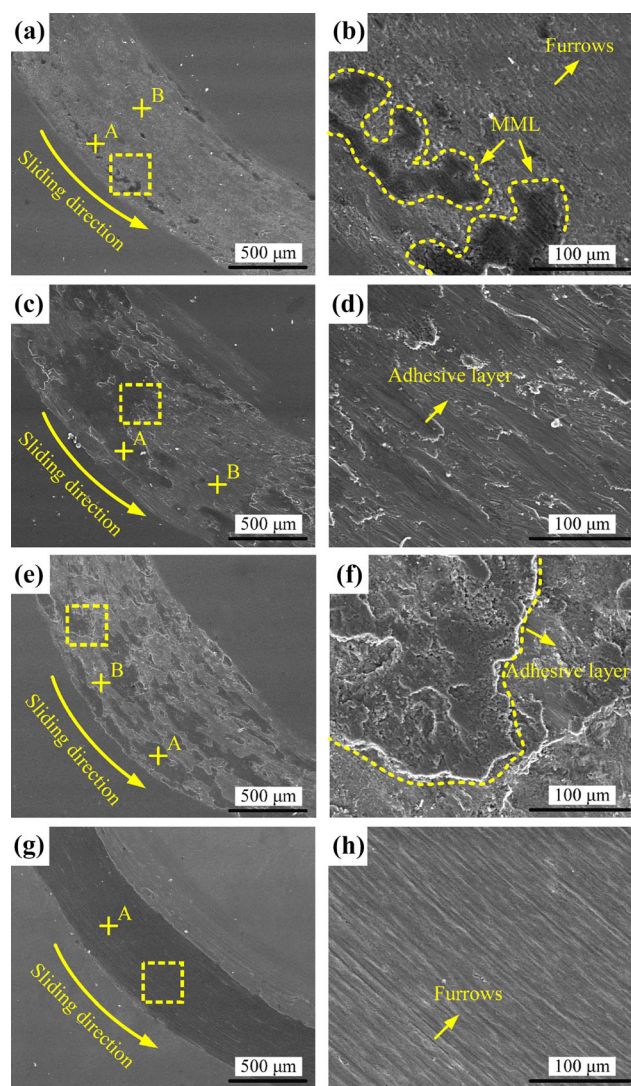 (a)
B
A
Sliding direction
500 μm
(b)
Furrows
MML
100 μm
(c)
A
B
Sliding direction
500 μm
(d)
Adhesive layer
100 μm
(e)
B
A
Sliding direction
500 μm
(f)
Adhesive layer
100 μm
(g)
A
Sliding direction
500 μm
(h)
Furrows
100 μm